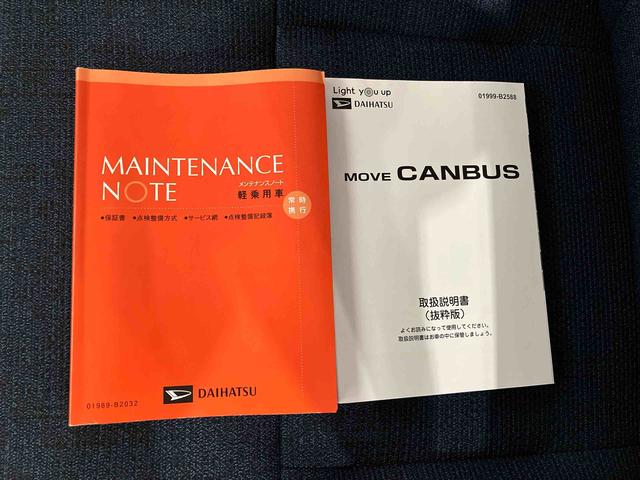 MAINTENANCE
NOTE
メンテナンスノート
軽乗用車
常時
携行
●保証書 ●点検整備方式 ●サービス網 ●点検整備記録簿
DAIHATSU
01989-B2032
Light you up
DAIHATSU
01999-B2588
MOVE CANBUS
取扱説明書
(抜粋版)
よくお読みになって使用してください。
取扱説明書はお車の中に保管しましょう。